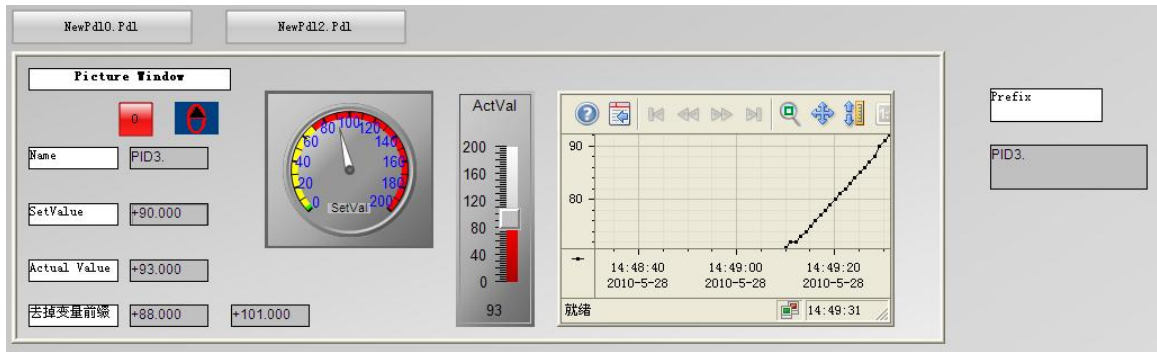 NewPdl0.Pdl
NewPdl2.Pdl
Picture Window
0
Name
PID3.
SetValue
+90.000
Actual Value
+93.000
去掉变量前缀
+88.000
+101.000
0
20
40
60
80
100
120
140
160
180
200
SetVal
ActVal
200
160
120
80
40
0
93
90
80
14:48:40
14:49:00
14:49:20
2010-5-28
2010-5-28
2010-5-28
就绪
14:49:31
Prefix
PID3.